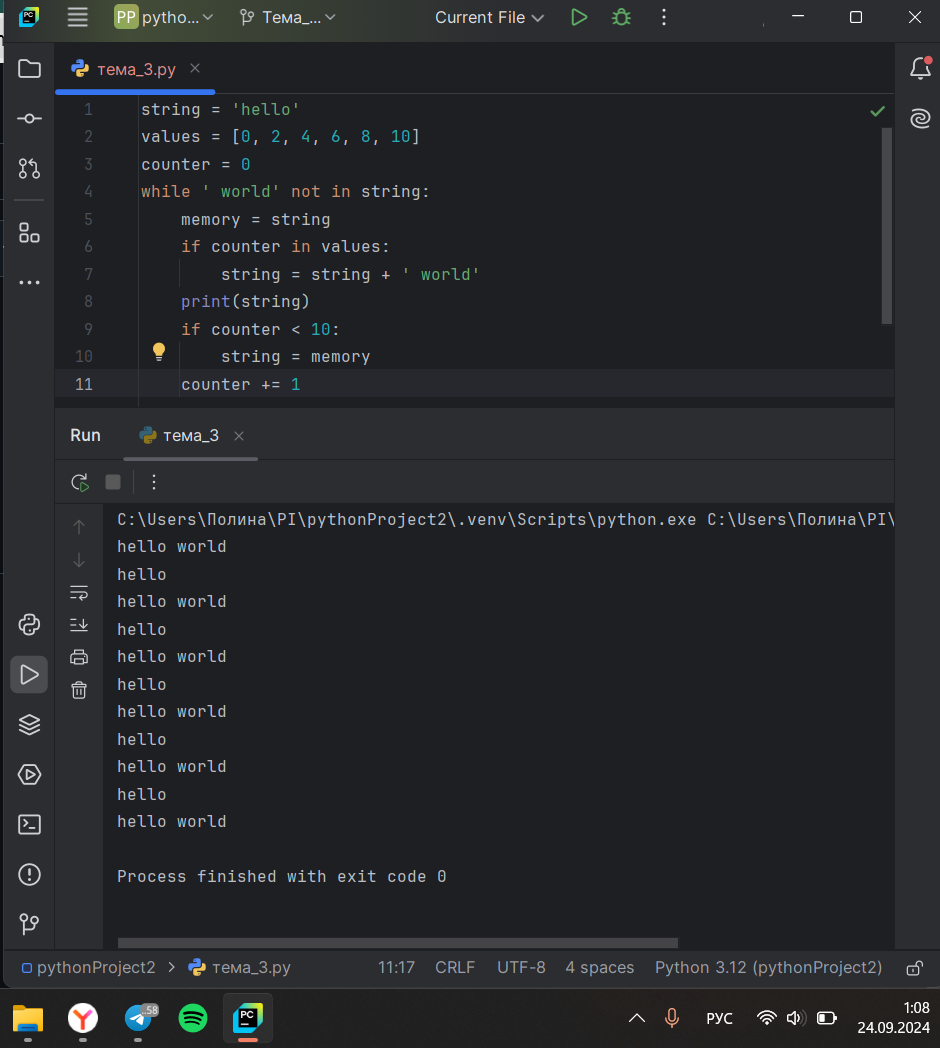 PC PP pytho... Тема_... Current File
тема_3.py
1 string = 'hello'
2 values = [0, 2, 4, 6, 8, 10]
3 counter = 0
4 while ' world' not in string:
5 memory = string
6 if counter in values:
7 string = string + ' world'
8 print(string)
9 if counter < 10:
10 string = memory
11 counter += 1
Run тема_3
C:\Users\Полина\PI\pythonProject2\.venv\Scripts\python.exe C:\Users\Полина\PI\
hello world
hello
hello world
hello
hello world
hello
hello world
hello
hello world
hello
hello world
Process finished with exit code 0
pythonProject2 > тема_3.py 11:17 CRLF UTF-8 4 spaces Python 3.12 (pythonProject2)
Y ..58 PC РУС 1:08
24.09.2024